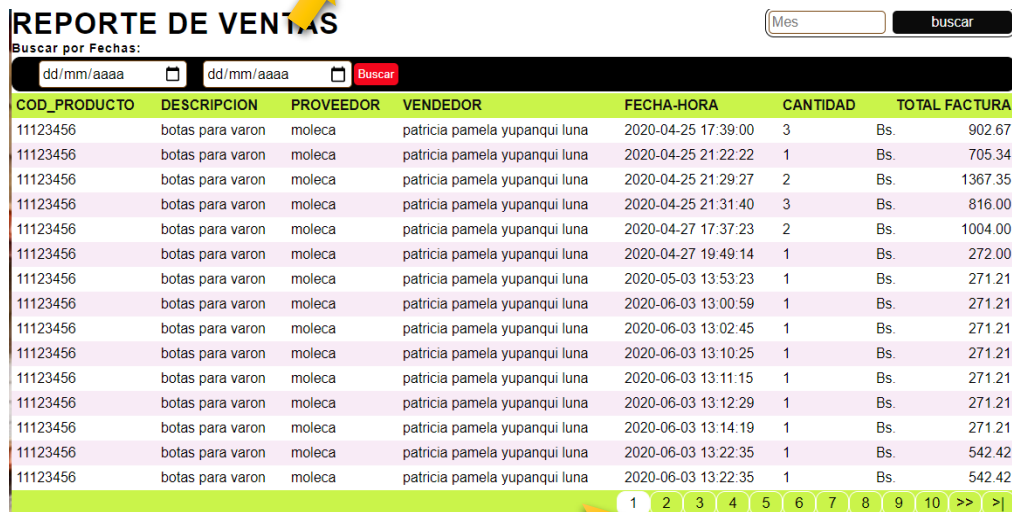 REPORTE DE VENTAS
Mes buscar
Buscar por Fechas:
dd/mm/aaaa dd/mm/aaaa Buscar
COD_PRODUCTO DESCRIPCION PROVEEDOR VENDEDOR FECHA-HORA CANTIDAD TOTAL FACTURA
11123456 botas para varon moleca patricia pamela yupanqui luna 2020-04-25 17:39:00 3 Bs. 902.67
11123456 botas para varon moleca patricia pamela yupanqui luna 2020-04-25 21:22:22 1 Bs. 705.34
11123456 botas para varon moleca patricia pamela yupanqui luna 2020-04-25 21:29:27 2 Bs. 1367.35
11123456 botas para varon moleca patricia pamela yupanqui luna 2020-04-25 21:31:40 3 Bs. 816.00
11123456 botas para varon moleca patricia pamela yupanqui luna 2020-04-27 17:37:23 2 Bs. 1004.00
11123456 botas para varon moleca patricia pamela yupanqui luna 2020-04-27 19:49:14 1 Bs. 272.00
11123456 botas para varon moleca patricia pamela yupanqui luna 2020-05-03 13:53:23 1 Bs. 271.21
11123456 botas para varon moleca patricia pamela yupanqui luna 2020-06-03 13:00:59 1 Bs. 271.21
11123456 botas para varon moleca patricia pamela yupanqui luna 2020-06-03 13:02:45 1 Bs. 271.21
11123456 botas para varon moleca patricia pamela yupanqui luna 2020-06-03 13:10:25 1 Bs. 271.21
11123456 botas para varon moleca patricia pamela yupanqui luna 2020-06-03 13:11:15 1 Bs. 271.21
11123456 botas para varon moleca patricia pamela yupanqui luna 2020-06-03 13:12:29 1 Bs. 271.21
11123456 botas para varon moleca patricia pamela yupanqui luna 2020-06-03 13:14:19 1 Bs. 271.21
11123456 botas para varon moleca patricia pamela yupanqui luna 2020-06-03 13:22:35 1 Bs. 542.42
11123456 botas para varon moleca patricia pamela yupanqui luna 2020-06-03 13:22:35 1 Bs. 542.42
1 2 3 4 5 6 7 8 9 10 >> >|